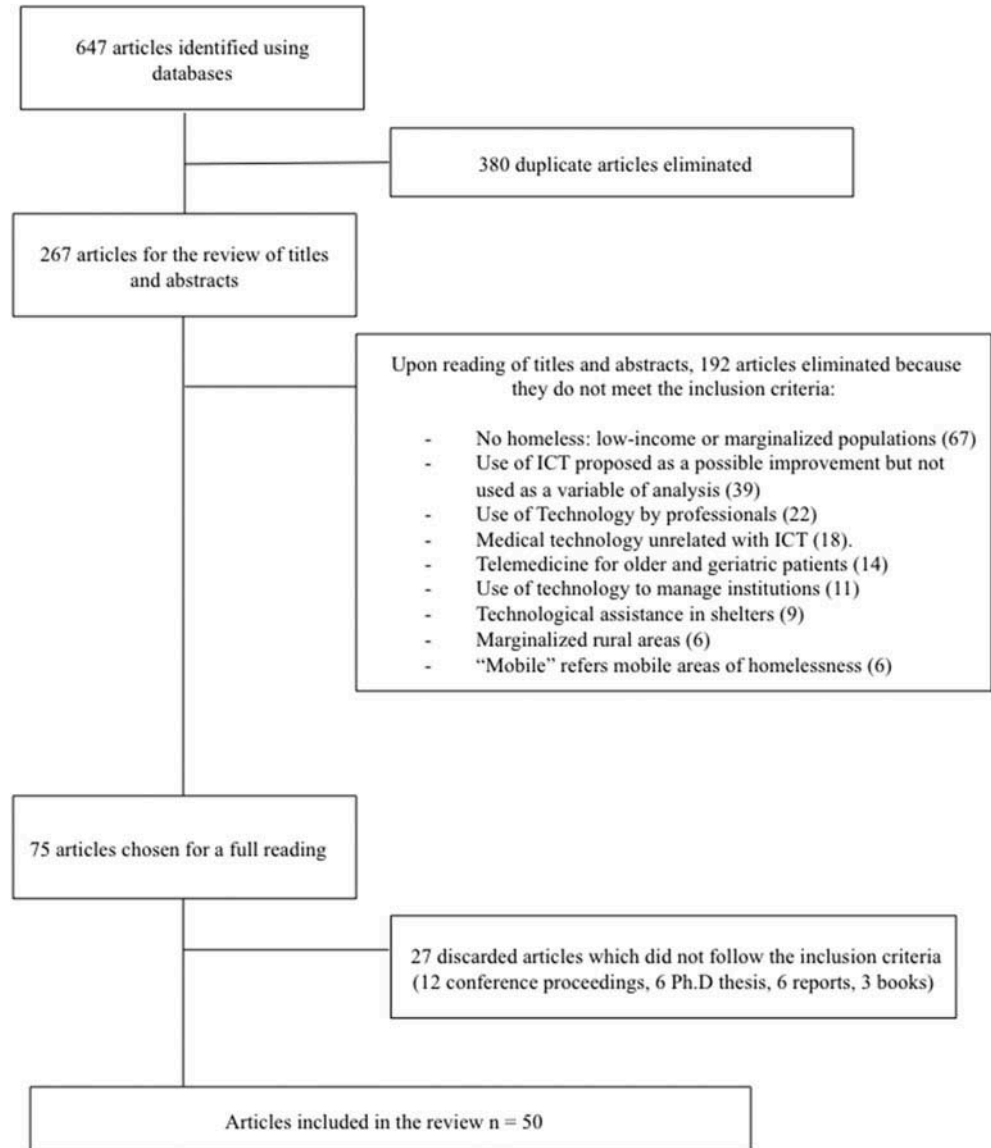 647 articles identified using
databases
380 duplicate articles eliminated
267 articles for the review of titles
and abstracts
Upon reading of titles and abstracts, 192 articles eliminated because
they do not meet the inclusion criteria:
- No homeless: low-income or marginalized populations (67)
- Use of ICT proposed as a possible improvement but not
used as a variable of analysis (39)
- Use of Technology by professionals (22)
- Medical technology unrelated with ICT (18).
- Telemedicine for older and geriatric patients (14)
- Use of technology to manage institutions (11)
- Technological assistance in shelters (9)
- Marginalized rural areas (6)
- “Mobile” refers mobile areas of homelessness (6)
75 articles chosen for a full reading
27 discarded articles which did not follow the inclusion criteria
(12 conference proceedings, 6 Ph.D thesis, 6 reports, 3 books)
Articles included in the review n = 50